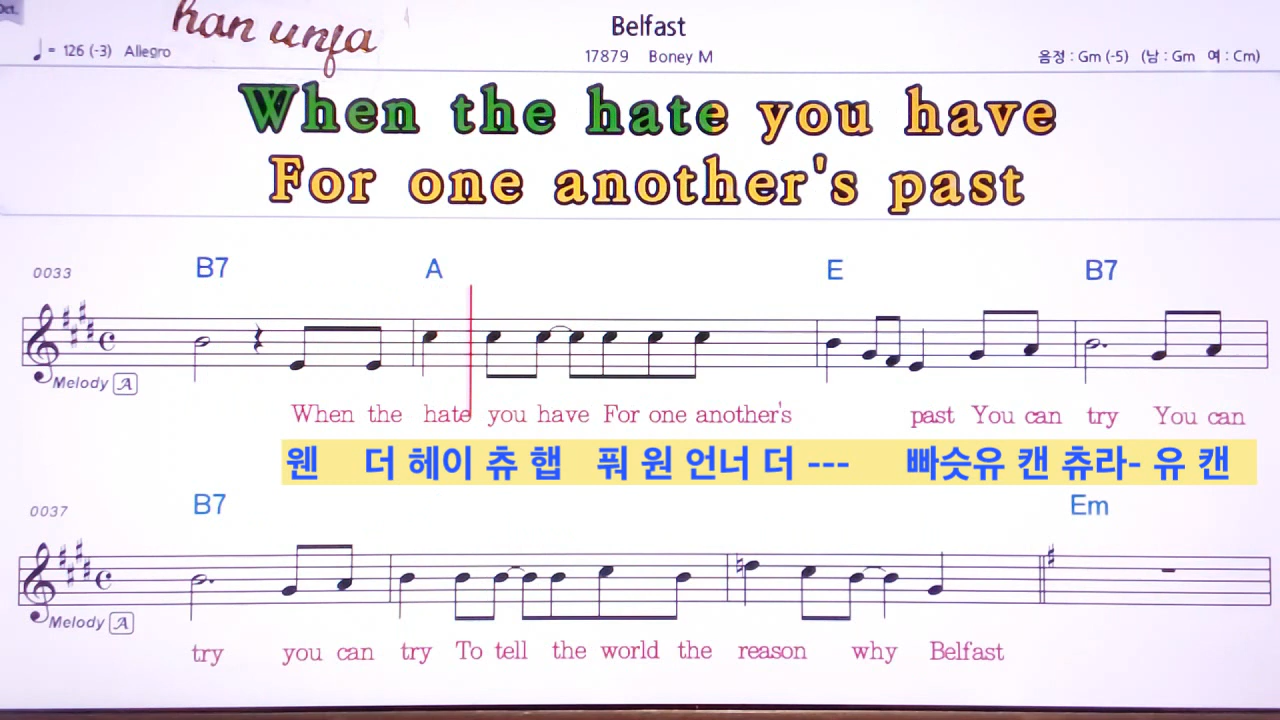 Oct.
han unja
Belfast
♩= 126 (-3) Allegro
17879 Boney M
음정 : Gm (-5) (남 : Gm 여 : Cm)
When the hate you have
For one another's past
0033
B7 A E B7
Melody A
When the hate you have For one another's past You can try You can
웬 더 헤이 츄 햅 풔 원 언너 더 --- 빠슷유 캔 츄라- 유 캔
0037
B7 Em
Melody A
try you can try To tell the world the reason why Belfast